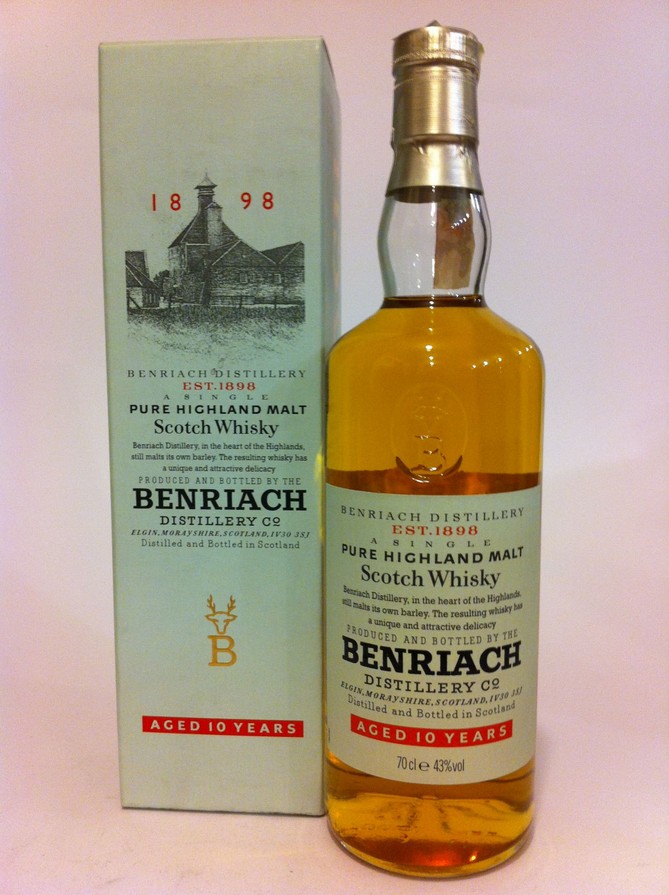 18 98
BENRIACH DISTILLERY
EST.1898
A SINGLE
PURE HIGHLAND MALT
Scotch Whisky
Benriach Distillery, in the heart of the Highlands,
still malts its own barley. The resulting whisky has
a unique and attractive delicacy
PRODUCED AND BOTTLED BY THE
BENRIACH
DISTILLERY Co
ELGIN, MORAYSHIRE, SCOTLAND, IV30 3SJ
Distilled and Bottled in Scotland
B
AGED 10 YEARS
B
BENRIACH DISTILLERY
EST.1898
A SINGLE
PURE HIGHLAND MALT
Scotch Whisky
Benriach Distillery, in the heart of the Highlands,
still malts its own barley. The resulting whisky has
a unique and attractive delicacy
PRODUCED AND BOTTLED BY THE
BENRIACH
DISTILLERY Co
ELGIN, MORAYSHIRE, SCOTLAND, IV30 3SJ
Distilled and Bottled in Scotland
AGED 10 YEARS
70 cl e 43%vol